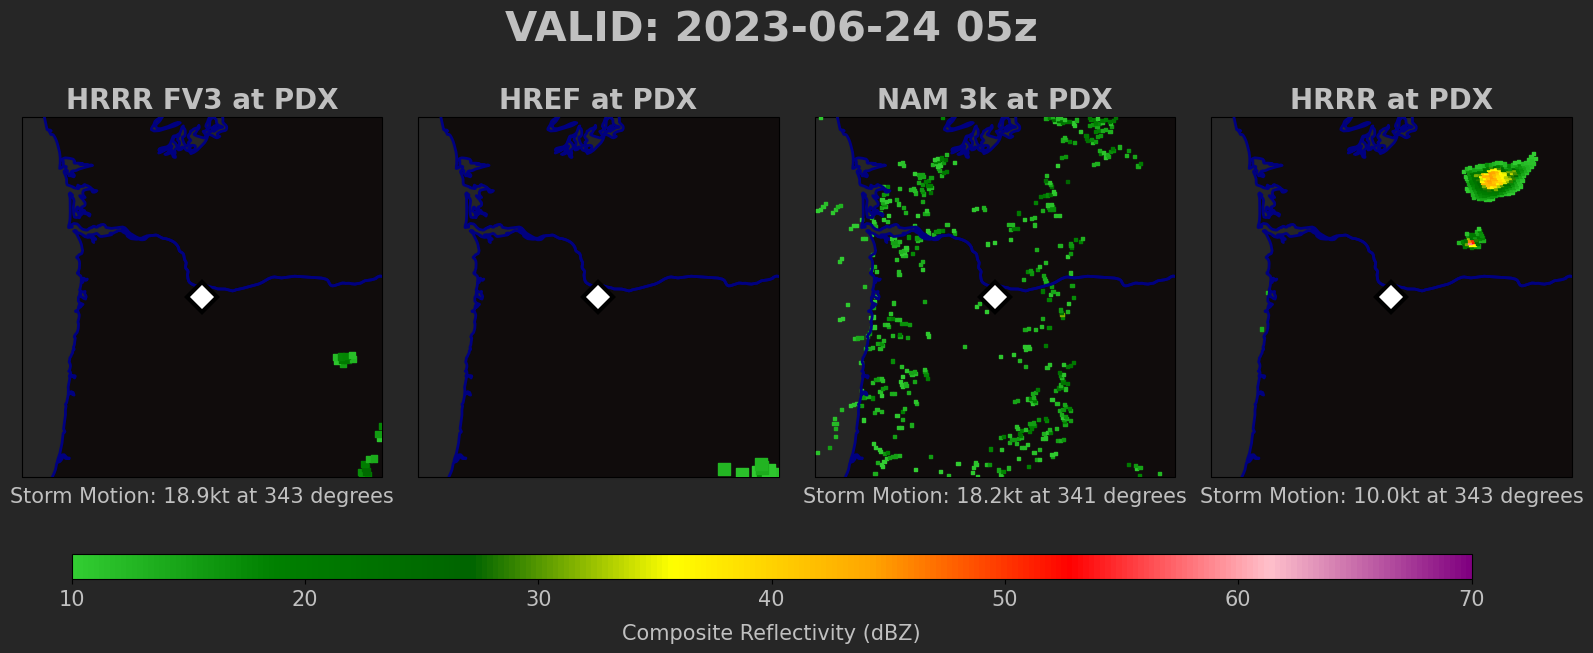 VALID: 2023-06-24 05z
HRRR FV3 at PDX
HREF at PDX
NAM 3k at PDX
HRRR at PDX
Storm Motion: 18.9kt at 343 degrees
Storm Motion: 18.2kt at 341 degrees
Storm Motion: 10.0kt at 343 degrees
10 20 30 40 50 60 70
Composite Reflectivity (dBZ)